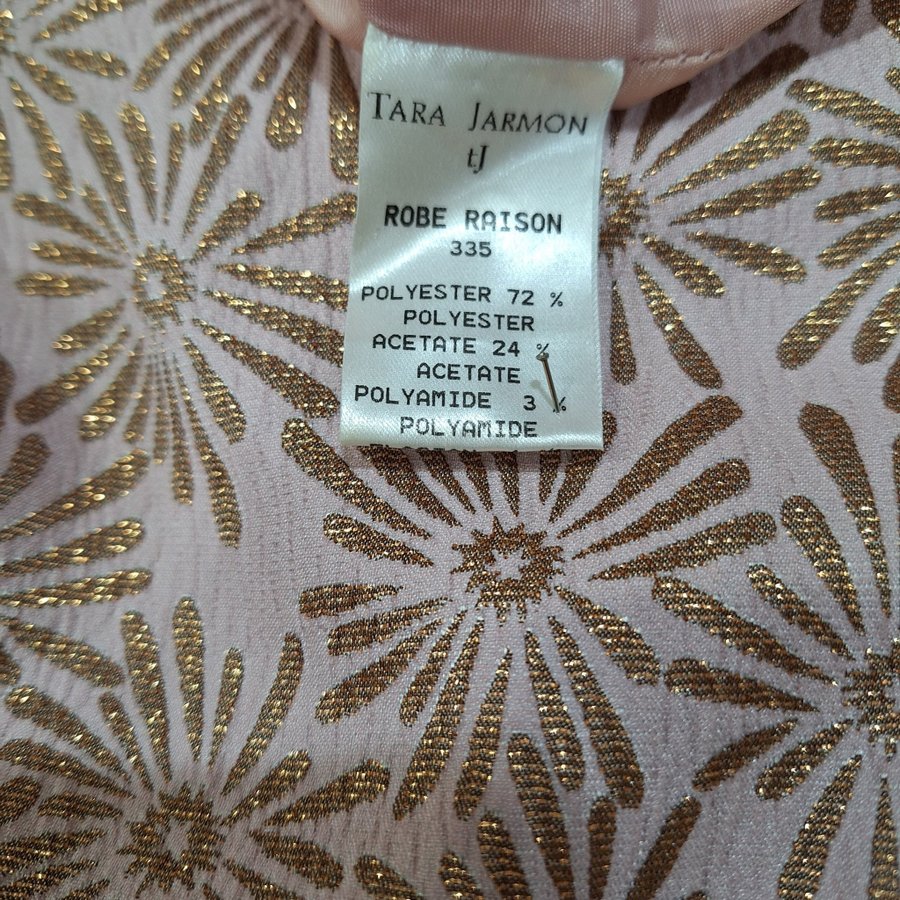 TARA JARMON
tJ
ROBE RAISON
335
POLYESTER 72 %
POLYESTER
ACETATE 24 %
ACETATE
POLYAMIDE 3 %
POLYAMIDE